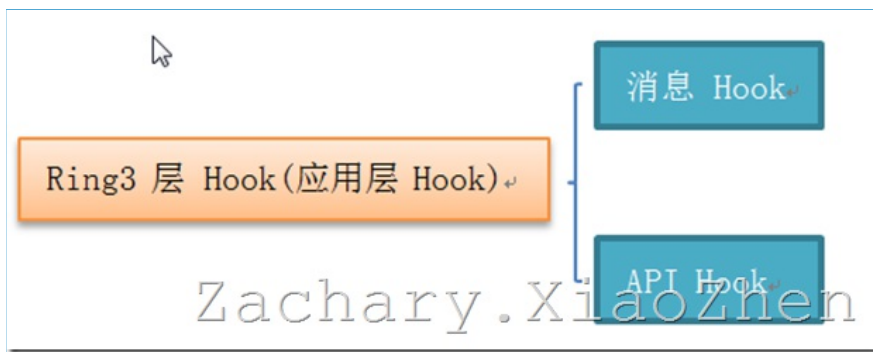 消息 Hook
Ring3 层 Hook(应用层 Hook)
API Hook
Zachary.XiaoZhen